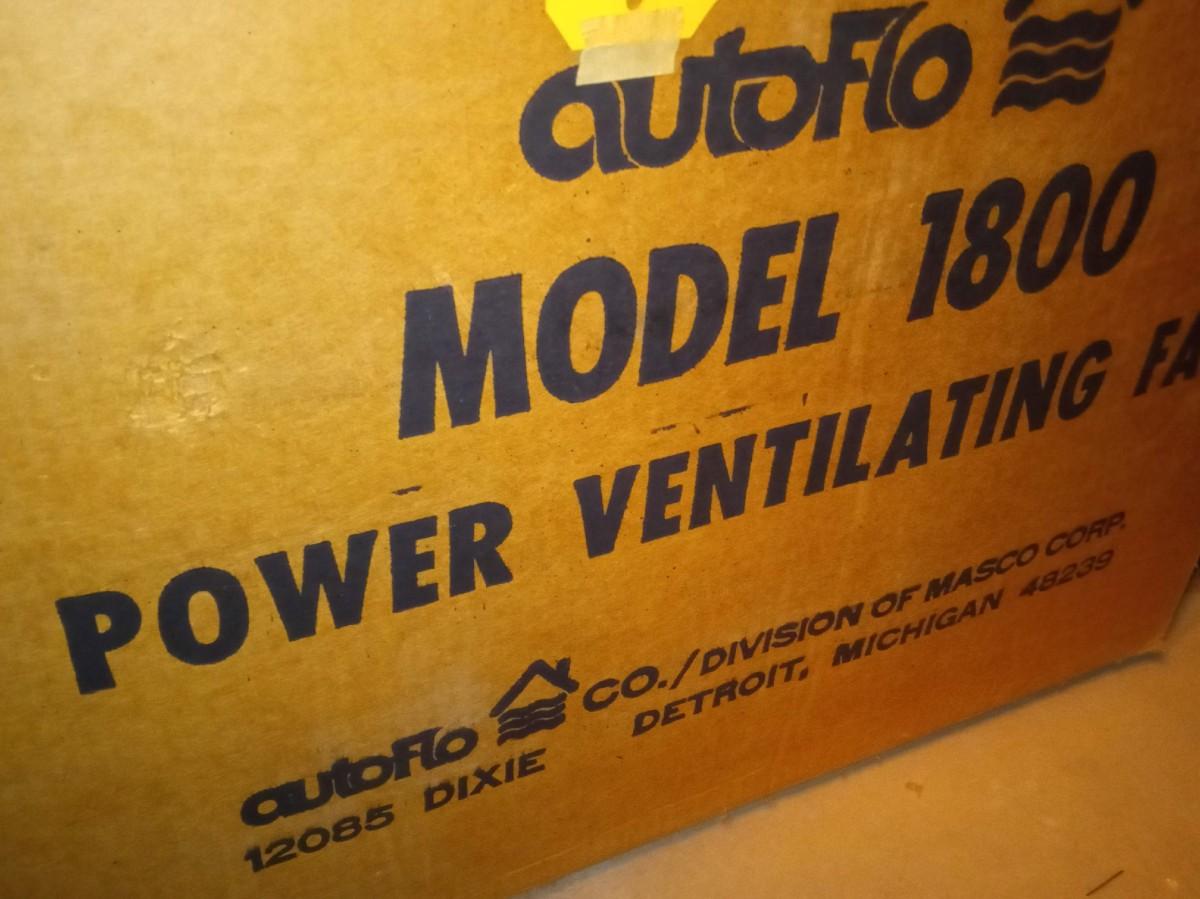 autoflo
MODEL 1800
POWER VENTILATING FA
autoflo CO./DIVISION OF MASCO CORP.
12085 DIXIE DETROIT, MICHIGAN 48239